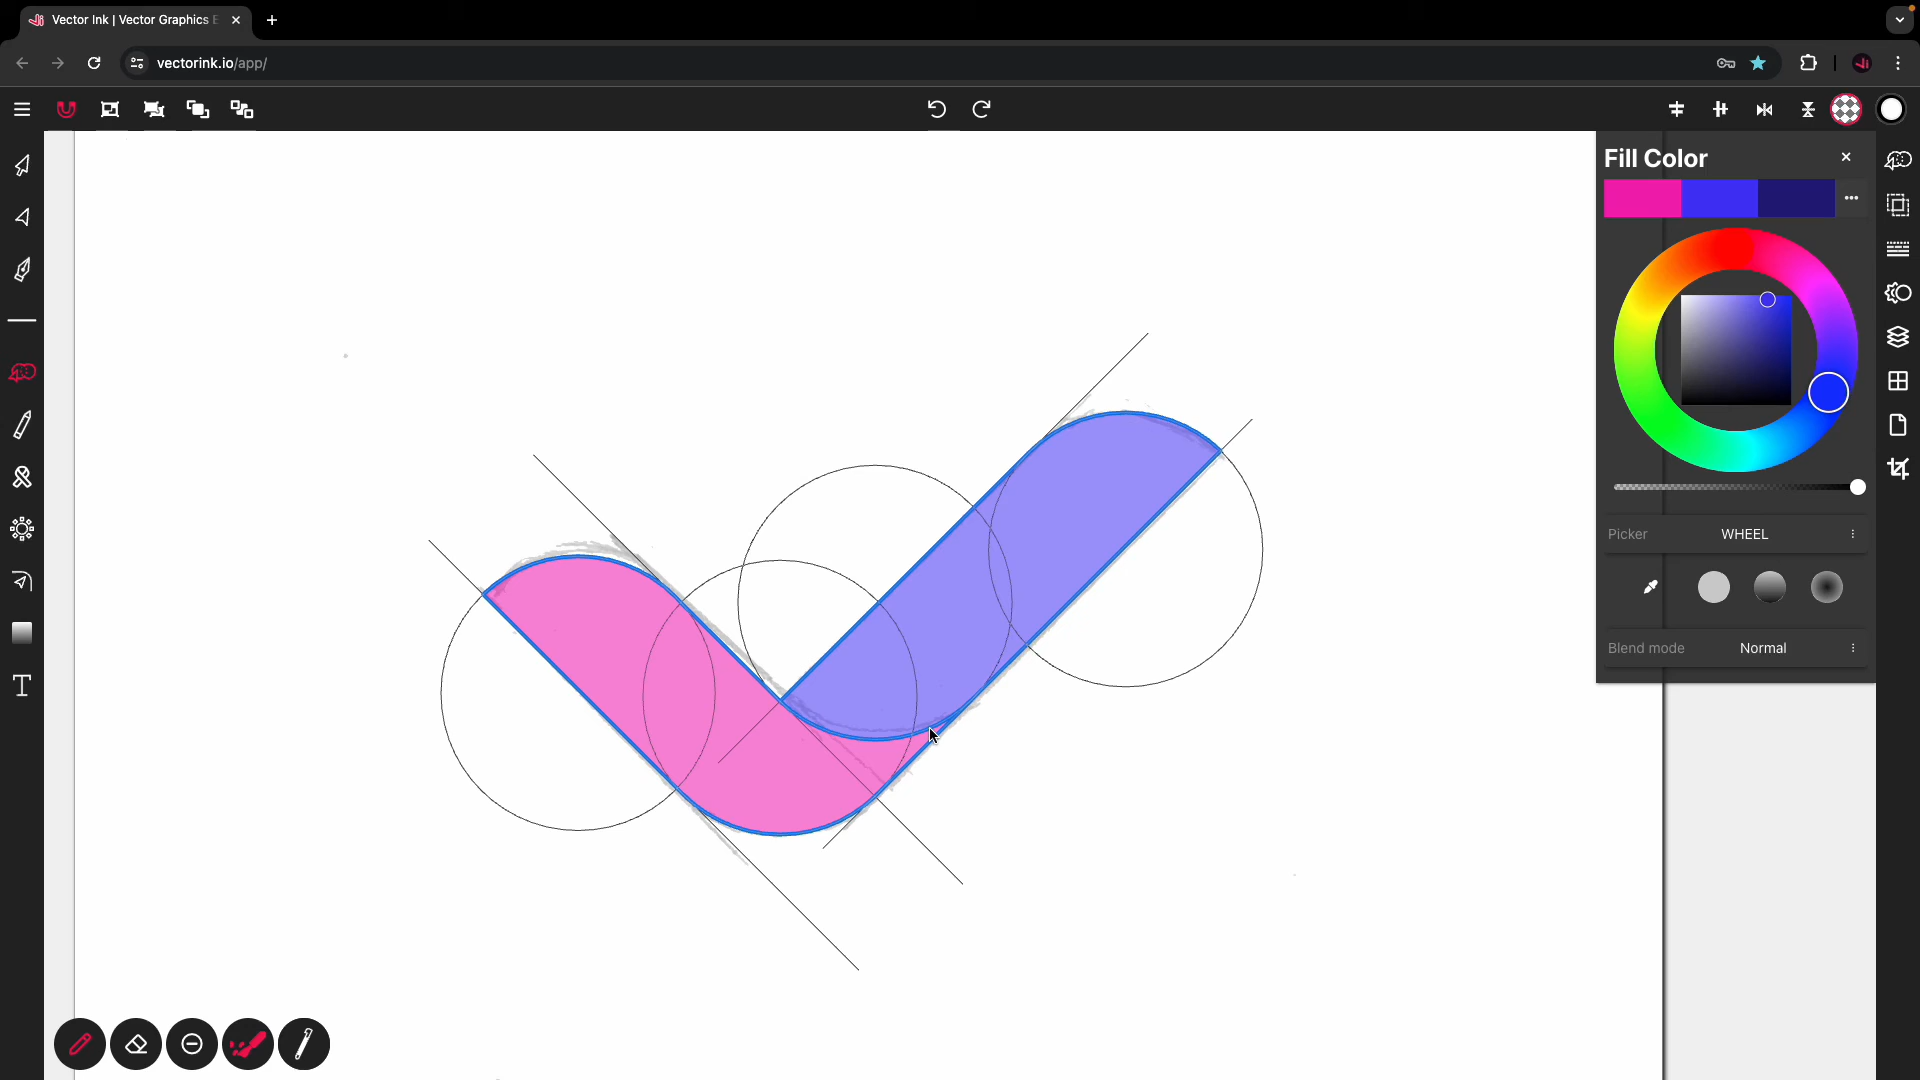 Vector Ink | Vector Graphics E
vectorink.io/app/
Fill Color
Picker WHEEL
Blend mode Normal